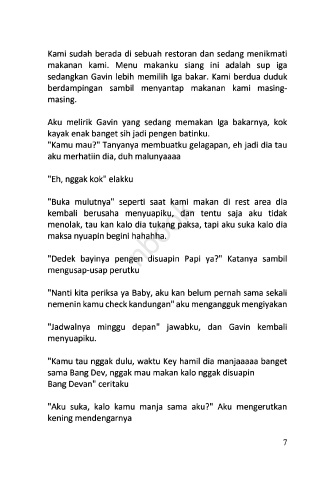 Kami sudah berada di sebuah restoran dan sedang menikmati
makanan kami. Menu makanku siang ini adalah sup iga
sedangkan Gavin lebih memilih Iga bakar. Kami berdua duduk
berdampingan sambil menyantap makanan kami masing-
masing.
Aku melirik Gavin yang sedang memakan Iga bakarnya, kok
kayak enak banget sih jadi pengen batinku.
"Kamu mau?" Tanyanya membuatku gelagapan, eh jadi dia tau
aku merhatiin dia, duh malunyaaaa
"Eh, nggak kok" elakku
"Buka mulutnya" seperti saat kami makan di rest area dia
kembali berusaha menyuapiku, dan tentu saja aku tidak
menolak, tau kan kalo dia tukang paksa, tapi aku suka kalo dia
maksa nyuapin begini hahahha.
"Dedek bayinya pengen disuapin Papi ya?" Katanya sambil
mengusap-usap perutku
"Nanti kita periksa ya Baby, aku kan belum pernah sama sekali
nemenin kamu check kandungan" aku mengangguk mengiyakan
"Jadwalnya minggu depan" jawabku, dan Gavin kembali
menyuapiku.
"Kamu tau nggak dulu, waktu Key hamil dia manjaaaaa banget
sama Bang Dev, nggak mau makan kalo nggak disuapin
Bang Devan" ceritaku
"Aku suka, kalo kamu manja sama aku?" Aku mengerutkan
kening mendengarnya
7